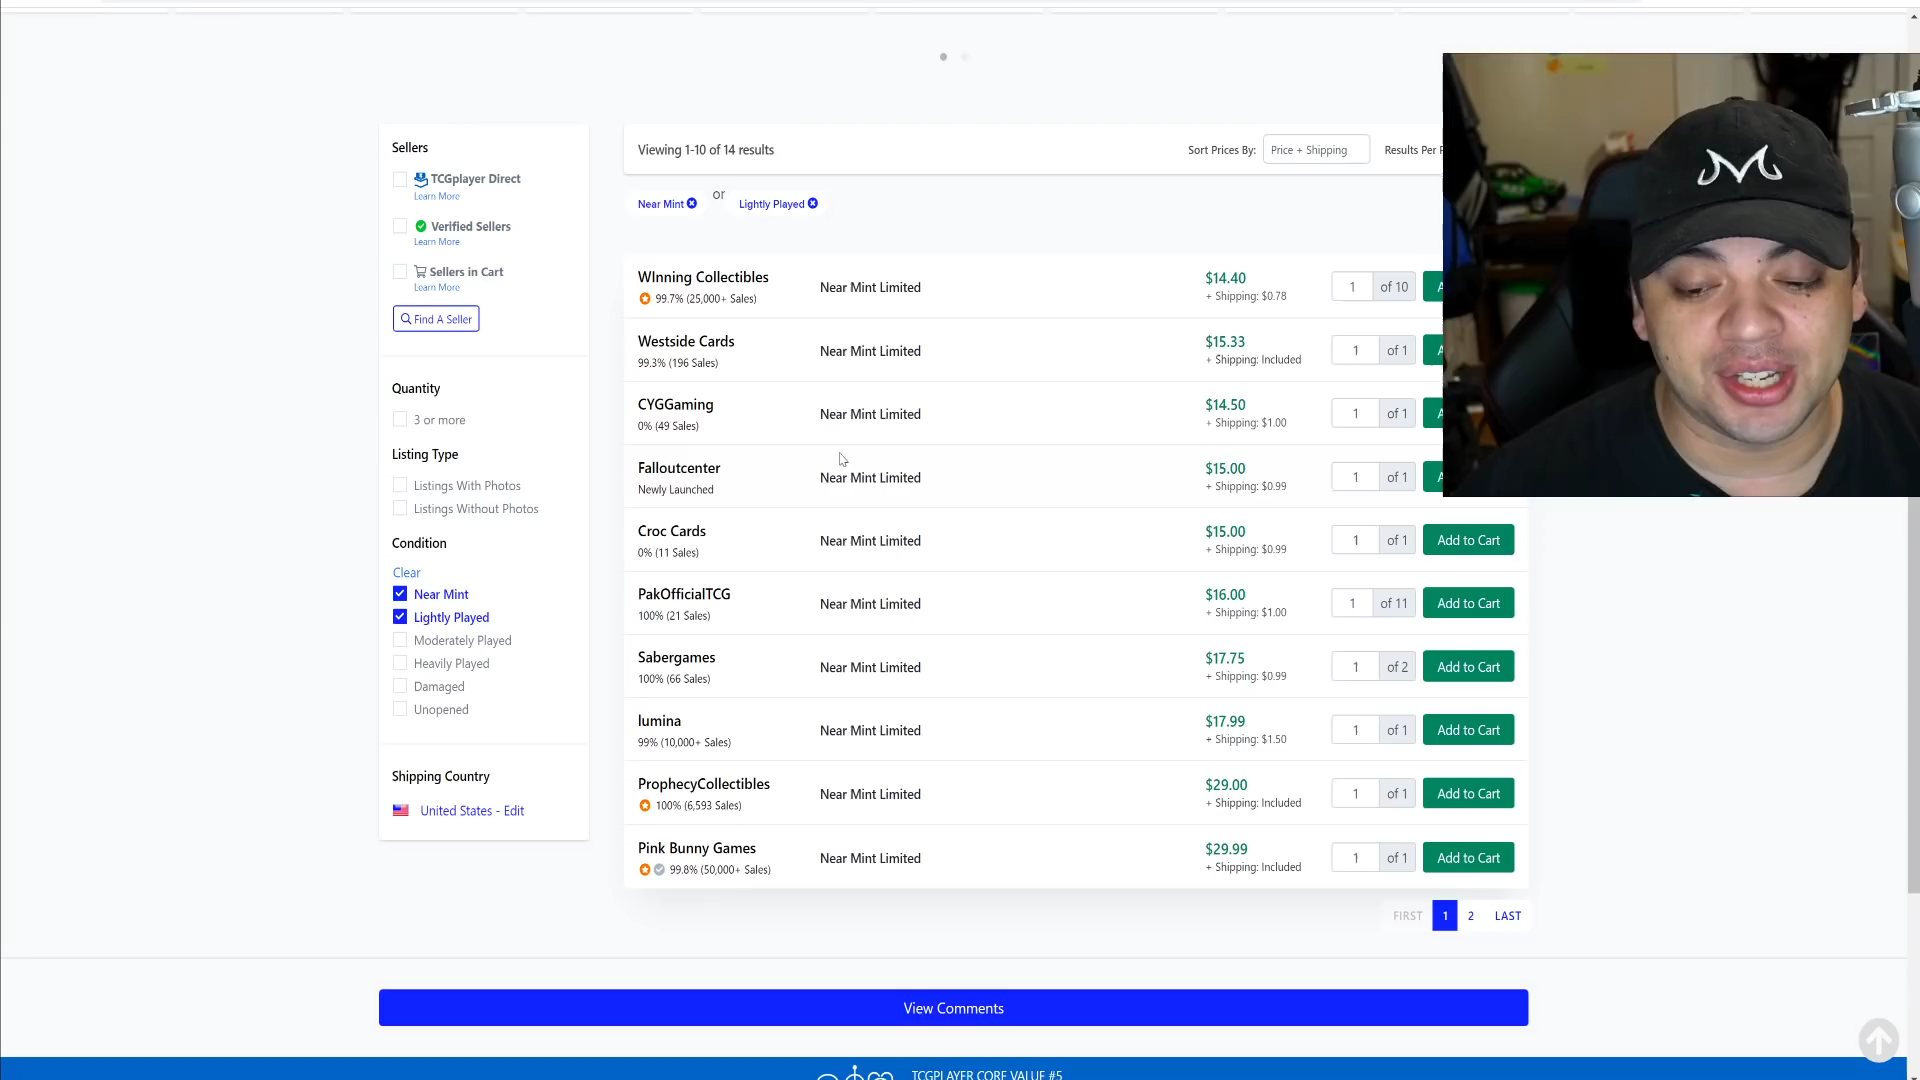 Sellers
TCGplayer Direct
Learn More
Verified Sellers
Learn More
Sellers in Cart
Learn More
Find A Seller
Quantity
3 or more
Listing Type
Listings With Photos
Listings Without Photos
Condition
Clear
Near Mint
Lightly Played
Moderately Played
Heavily Played
Damaged
Unopened
Shipping Country
United States - Edit
Viewing 1-10 of 14 results
Sort Prices By: Price + Shipping Results Per
Near Mint or Lightly Played
WInning Collectibles
99.7% (25,000+ Sales)
Near Mint Limited
$14.40
+ Shipping: $0.78
1 of 10
Westside Cards
99.3% (196 Sales)
Near Mint Limited
$15.33
+ Shipping: Included
1 of 1
CYGGaming
0% (49 Sales)
Near Mint Limited
$14.50
+ Shipping: $1.00
1 of 1
Falloutcenter
Newly Launched
Near Mint Limited
$15.00
+ Shipping: $0.99
1 of 1
Croc Cards
0% (11 Sales)
Near Mint Limited
$15.00
+ Shipping: $0.99
1 of 1 Add to Cart
PakOfficialTCG
100% (21 Sales)
Near Mint Limited
$16.00
+ Shipping: $1.00
1 of 11 Add to Cart
Sabergames
100% (66 Sales)
Near Mint Limited
$17.75
+ Shipping: $0.99
1 of 2 Add to Cart
lumina
99% (10,000+ Sales)
Near Mint Limited
$17.99
+ Shipping: $1.50
1 of 1 Add to Cart
ProphecyCollectibles
100% (6,593 Sales)
Near Mint Limited
$29.00
+ Shipping: Included
1 of 1 Add to Cart
Pink Bunny Games
99.8% (50,000+ Sales)
Near Mint Limited
$29.99
+ Shipping: Included
1 of 1 Add to Cart
FIRST 1 2 LAST
View Comments
TCGPLAYER CORE VALUE #5